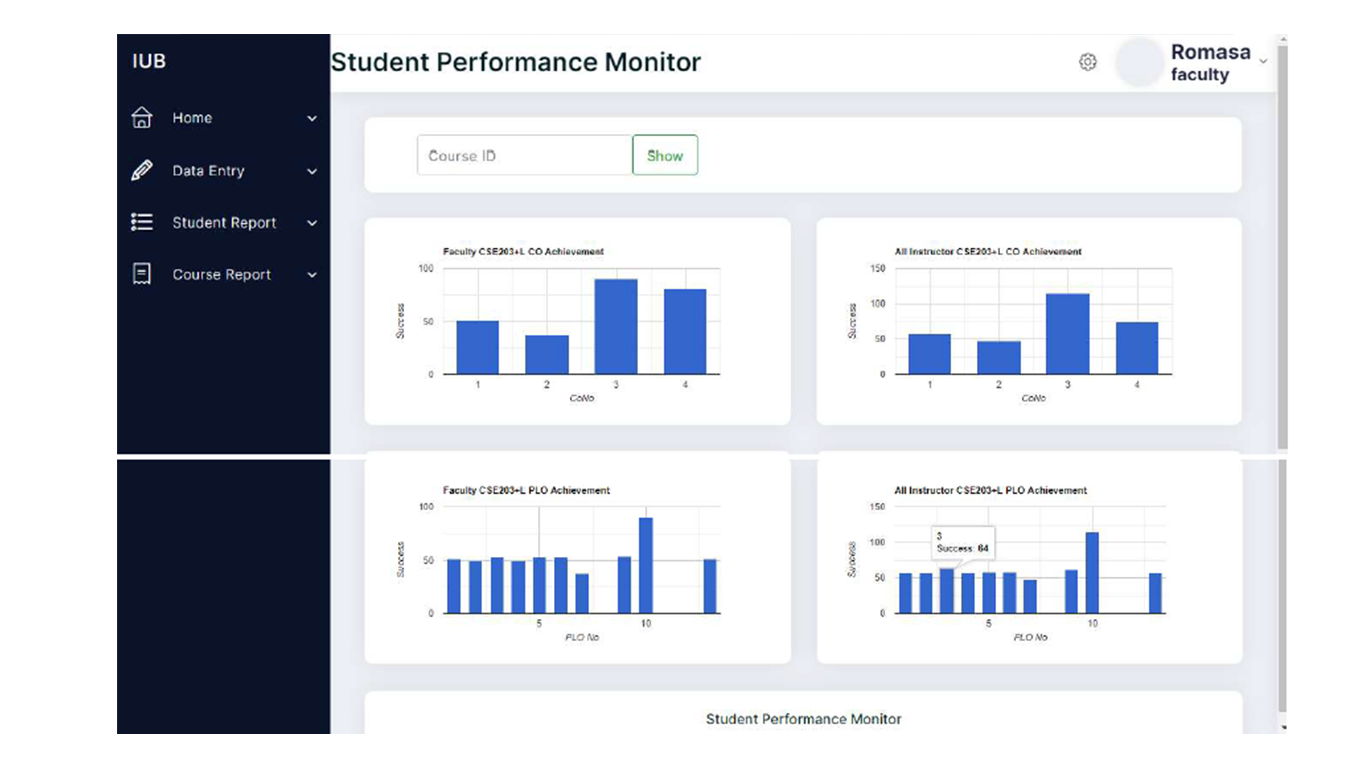 IUB
Student Performance Monitor
Romasa
faculty
Home
Data Entry
Student Report
Course Report
Course ID
Show
Faculty CSE203+L CO Achievement
100
50
0
Success
1 2 3 4
CoNo
All Instructor CSE203+L CO Achievement
150
100
50
0
Success
1 2 3 4
CoNo
Faculty CSE203+L PLO Achievement
100
50
0
Success
5 10
PLO No
All Instructor CSE203+L PLO Achievement
150
100
50
0
Success
3
Success: 64
5 10
PLO No
Student Performance Monitor